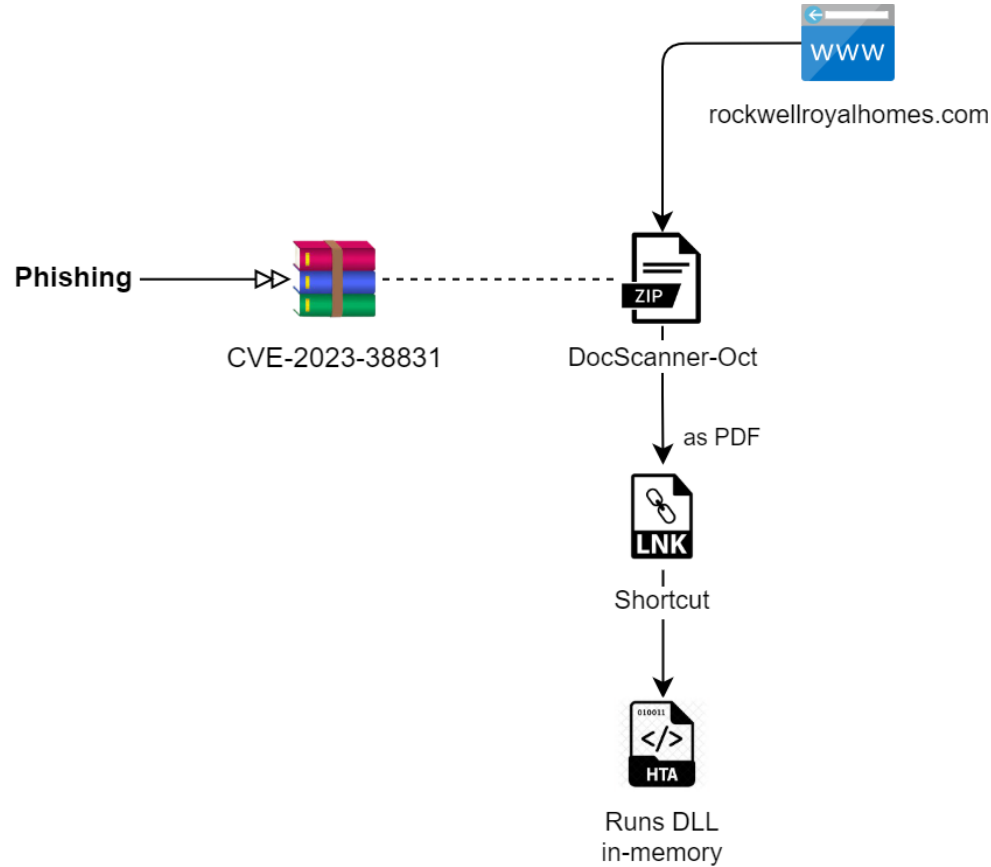 WWW
rockwellroyalhomes.com
Phishing
ZIP
CVE-2023-38831
DocScanner-Oct
as PDF
LNK
Shortcut
010011
</>
HTA
Runs DLL
in-memory